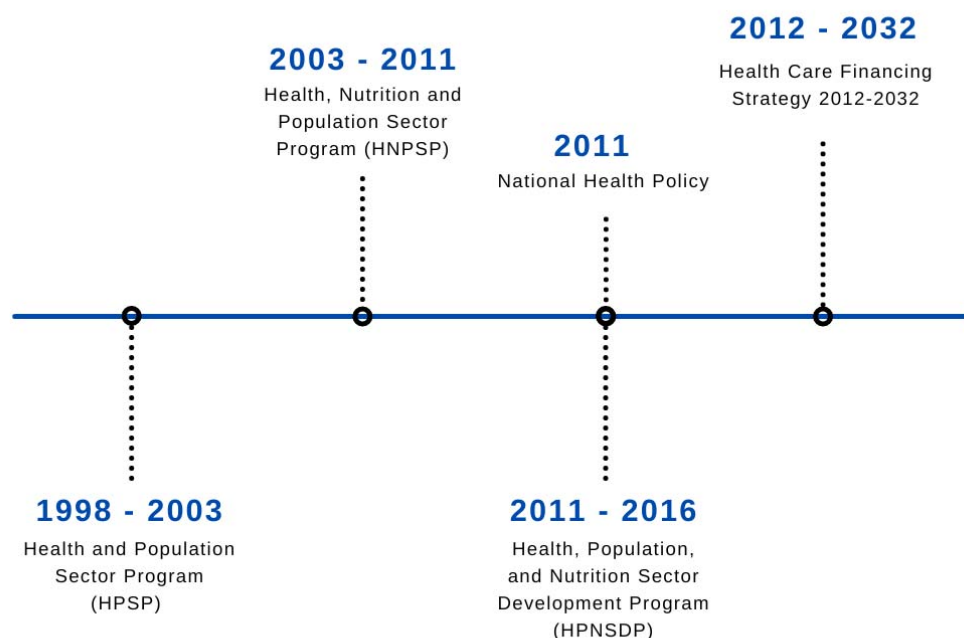 2003 - 2011
Health, Nutrition and
Population Sector
Program (HNPSP)
2012 - 2032
Health Care Financing
Strategy 2012-2032
2011
National Health Policy
1998 - 2003
Health and Population
Sector Program
(HPSP)
2011 - 2016
Health, Population,
and Nutrition Sector
Development Program
(HPNSDP)